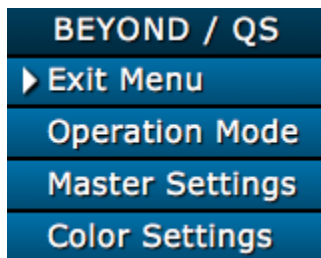 BEYOND / QS
Exit Menu
Operation Mode
Master Settings
Color Settings